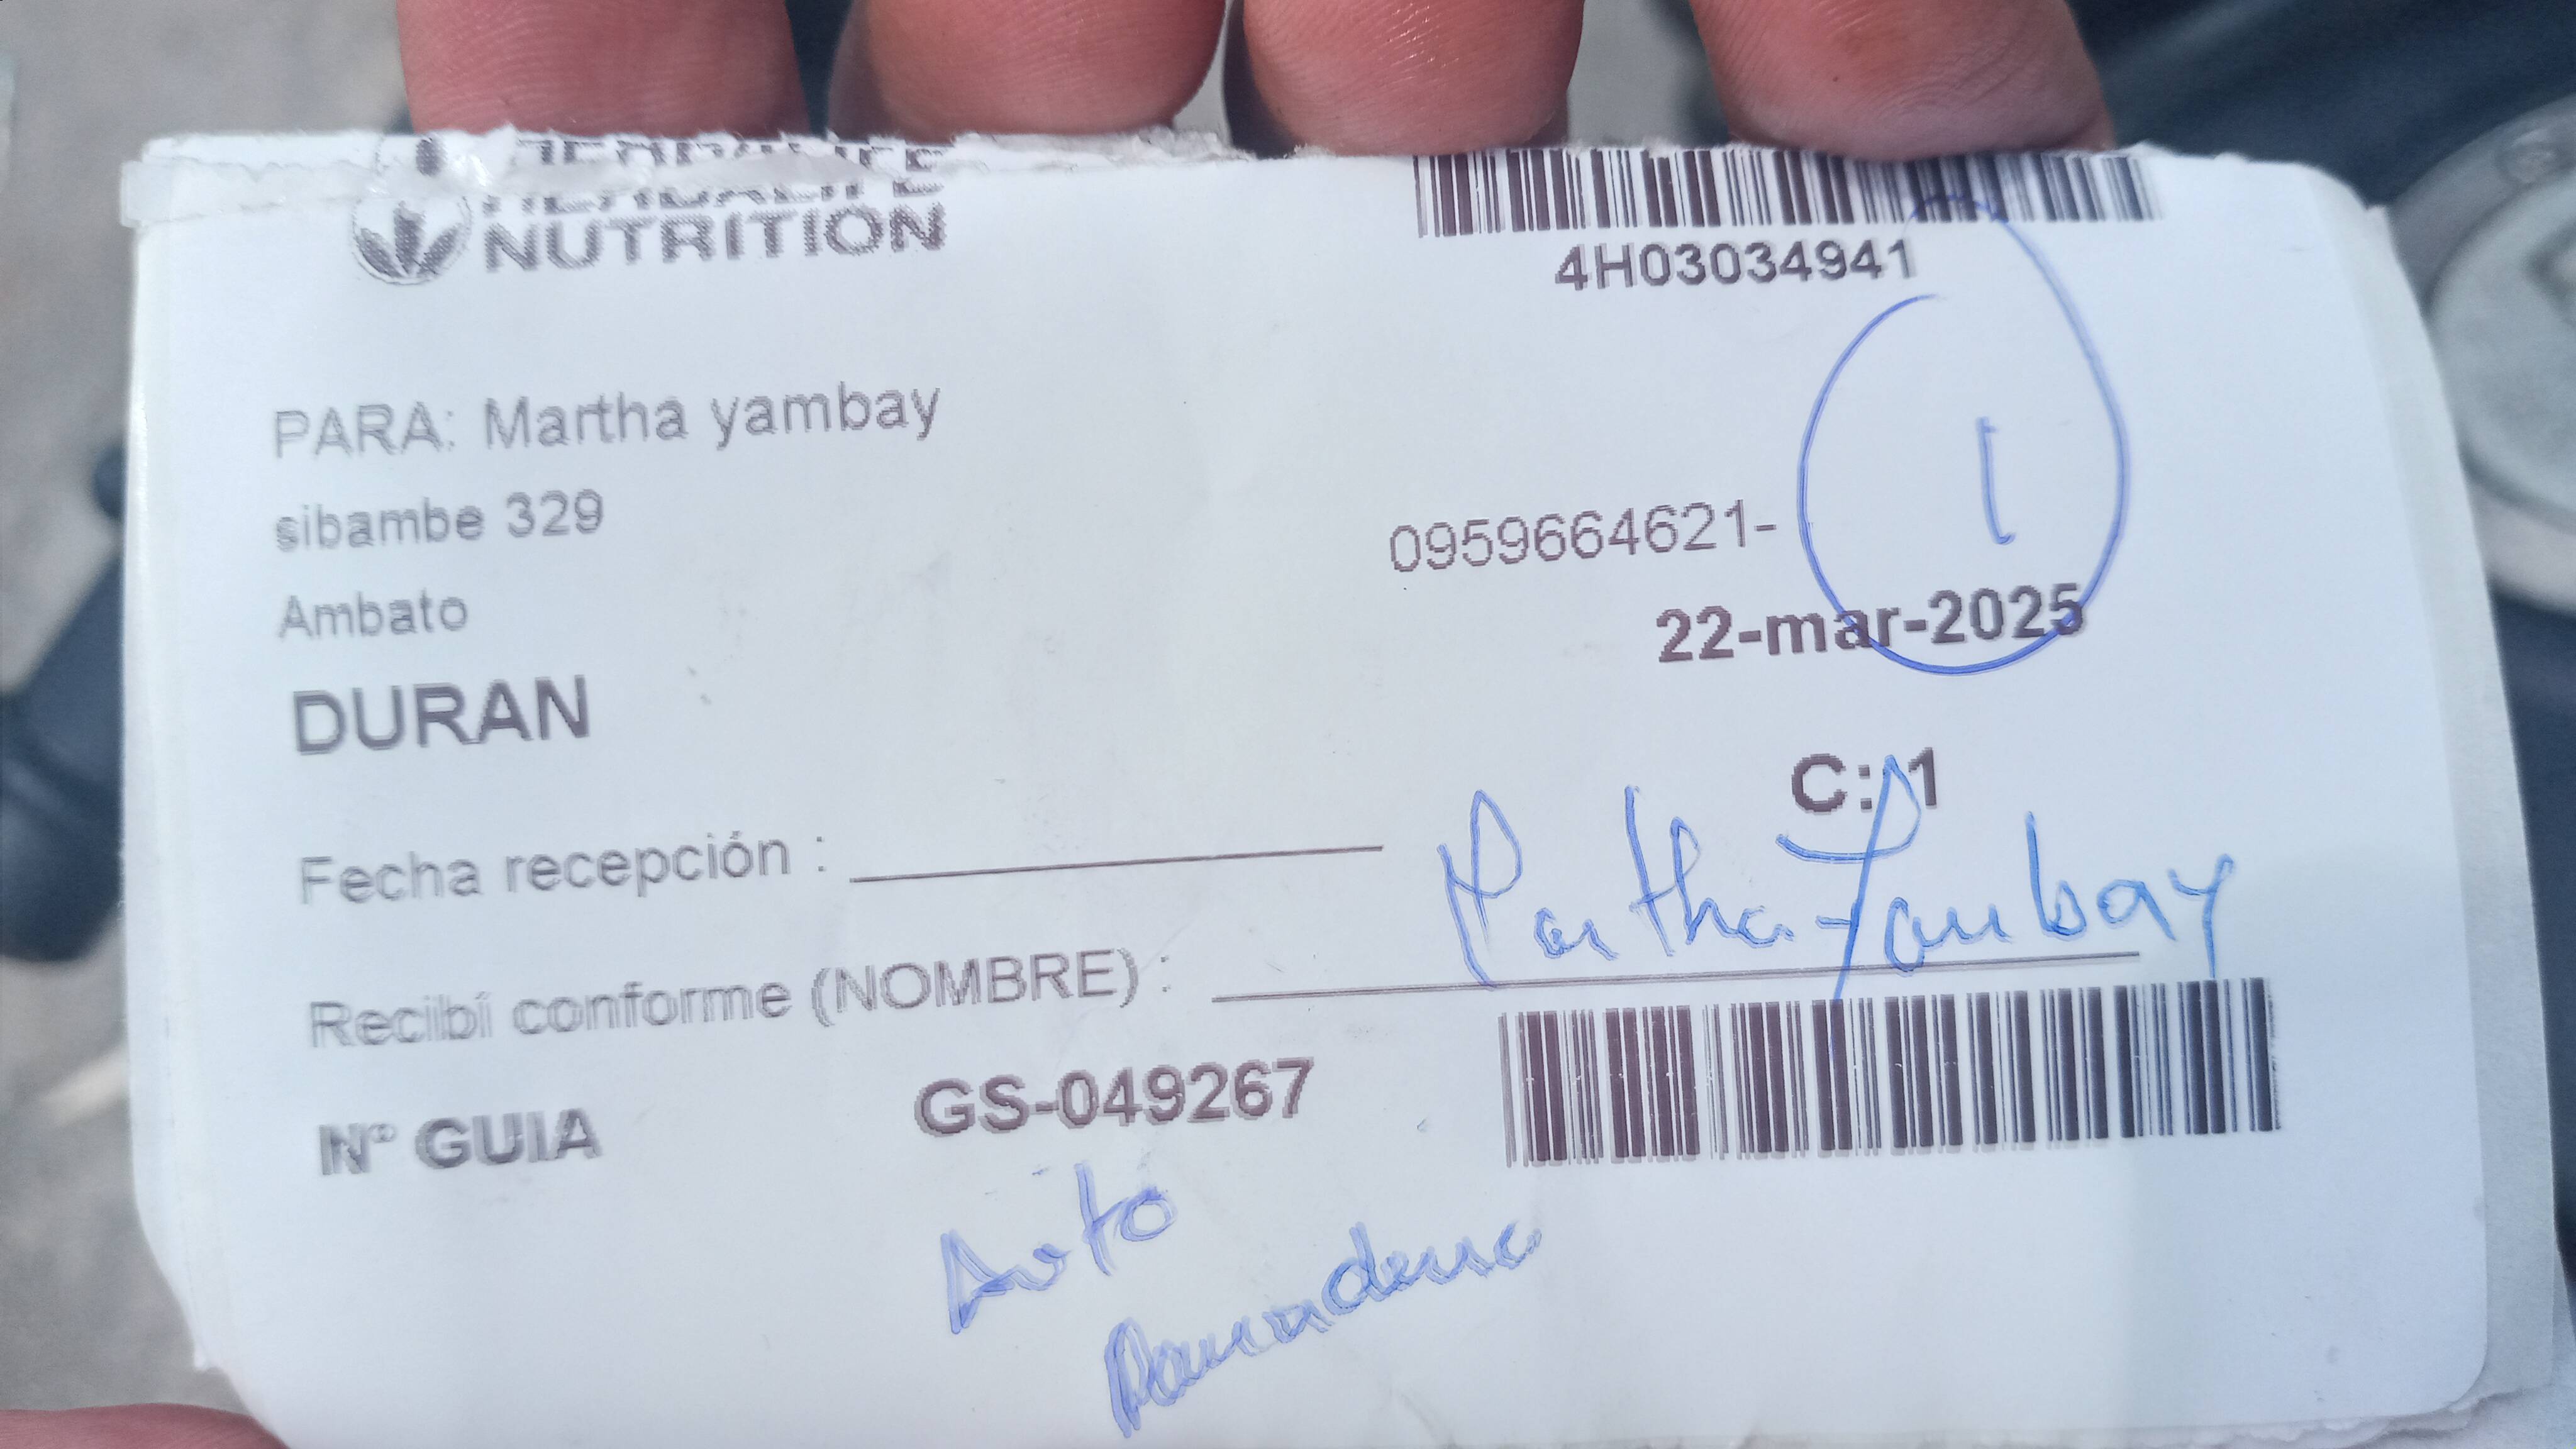 NUTRITION
4H03034941
1
PARA: Martha yambay
sibambe 329
0959664621-
Ambato
22-mar-2025
DURAN
C: 1
Fecha recepción :
Martha Yambay
Recibí conforme (NOMBRE) :
Nº GUIA GS-049267